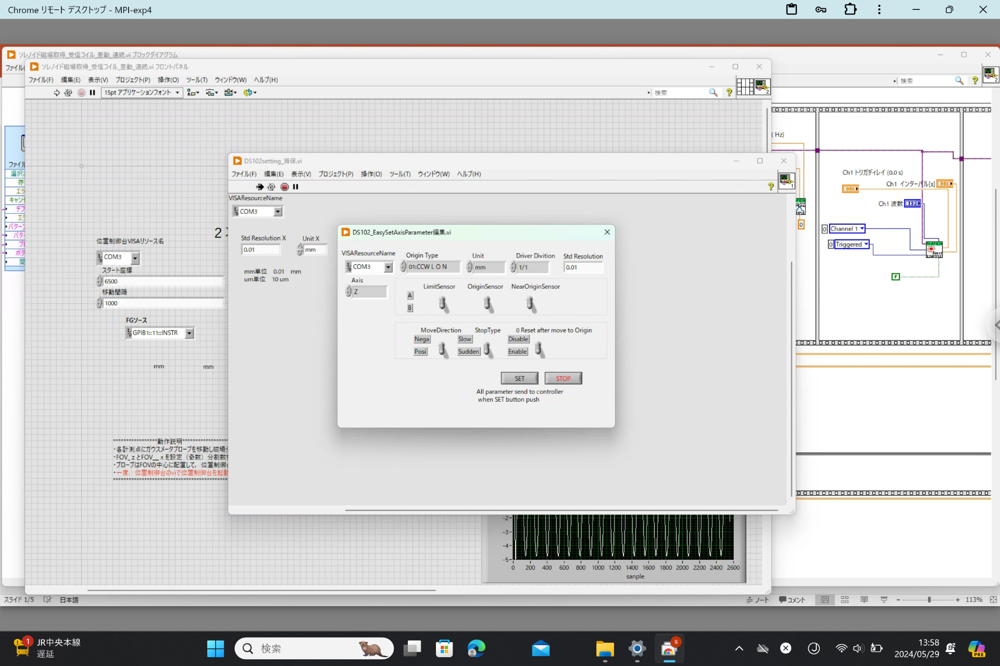 Chrome リモート デスクトップ - MPI-exp4
ソレノイド磁場取得_受信コイル_差動_連続.vi ブロックダイアグラム
ファイル(
検索
ソレノイド磁場取得_受信コイル_差動_連続.vi フロントパネル
ファイル(F) 編集(E) 表示(V) プロジェクト(P) 操作(O) ツール(T) ウィンドウ(W) ヘルプ(H)
15pt アプリケーションフォント
検索
ファイル
選択
存
エラ
キャンセ
デフ
エラ
パターン
パタ
プロ
ボタ
開
位置制御台VISAリソース名
COM3
スタート座標
6500
移動間隔
1000
FGソース
GPIB1::11::INSTR
mm mm
****************動作説明*****************
・各計測点にガウスメータプローブを移動し磁場
・FOV_zとFOV__xを設定（奇数）分割数
・プローブはFOVの中心に配置して，位置制御
・一度，位置制御台のviで位置制御台を起動
*****************************************
DS102setting_海保.vi
ファイル(F) 編集(E) 表示(V) プロジェクト(P) 操作(O) ツール(T) ウィンドウ(W) ヘルプ(H)
VISAResourceName
COM3
Std Resolution X Unit X
0.01 mm
mm単位 0.01 mm
um単位 10 um
DS102_EasySetAxisParameter編集.vi
VISAResourceName Origin Type Unit Driver Divition Std Resolution
COM3 01:CCW L O N mm 1/1 0.01
Axis
Z
LimitSensor OriginSensor NearOriginSensor
A
B
MoveDirection StopType 0 Reset after move to Origin
Nega Slow Disable
Posi Sudden Enable
SET STOP
All parameter send to controller
when SET button push
-2
-3
-4
-5
0 200 400 600 800 1000 1200 1400 1600 1800 2000 2200 2400 2600
sanple
( Hz)
Ch1 トリガディレイ (0.0 s)
Ch1 インターバル[s] DBL
DBL
Ch1 波数 I32
0 Channel 1
0 Triggered
0
F
BURST
EXAMPLE
スライド 1/5 日本語 ノート コメント 113%
1 JR中央本線
遅延
検索
13:58
2024/05/29
PRE